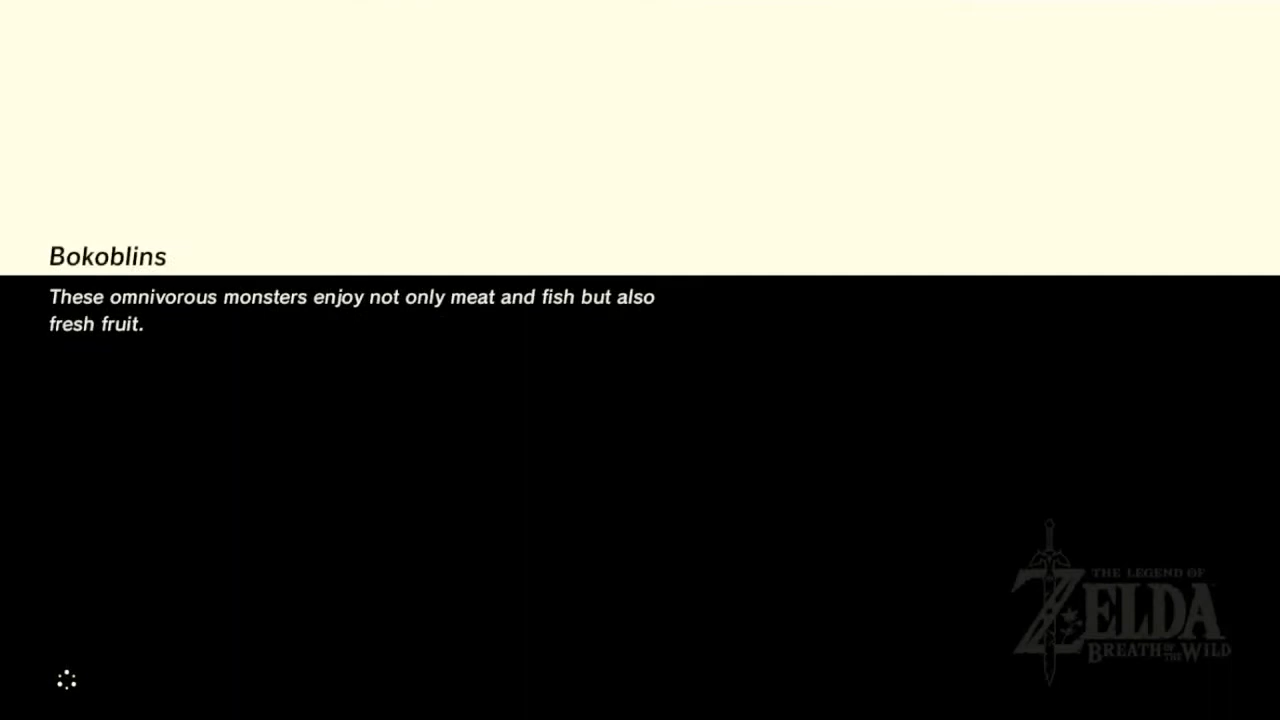 Bokoblins
These omnivorous monsters enjoy not only meat and fish but also
fresh fruit.
THE LEGEND OF
ZELDA
BREATH OF THE WILD